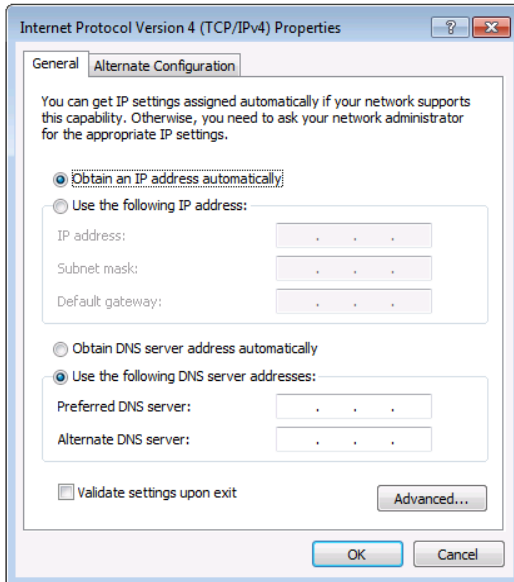 Internet Protocol Version 4 (TCP/IPv4) Properties
General
Alternate Configuration
You can get IP settings assigned automatically if your network supports
this capability. Otherwise, you need to ask your network administrator
for the appropriate IP settings.
Obtain an IP address automatically
Use the following IP address:
IP address: . . .
Subnet mask: . . .
Default gateway: . . .
Obtain DNS server address automatically
Use the following DNS server addresses:
Preferred DNS server: . . .
Alternate DNS server: . . .
Validate settings upon exit
Advanced...
OK
Cancel